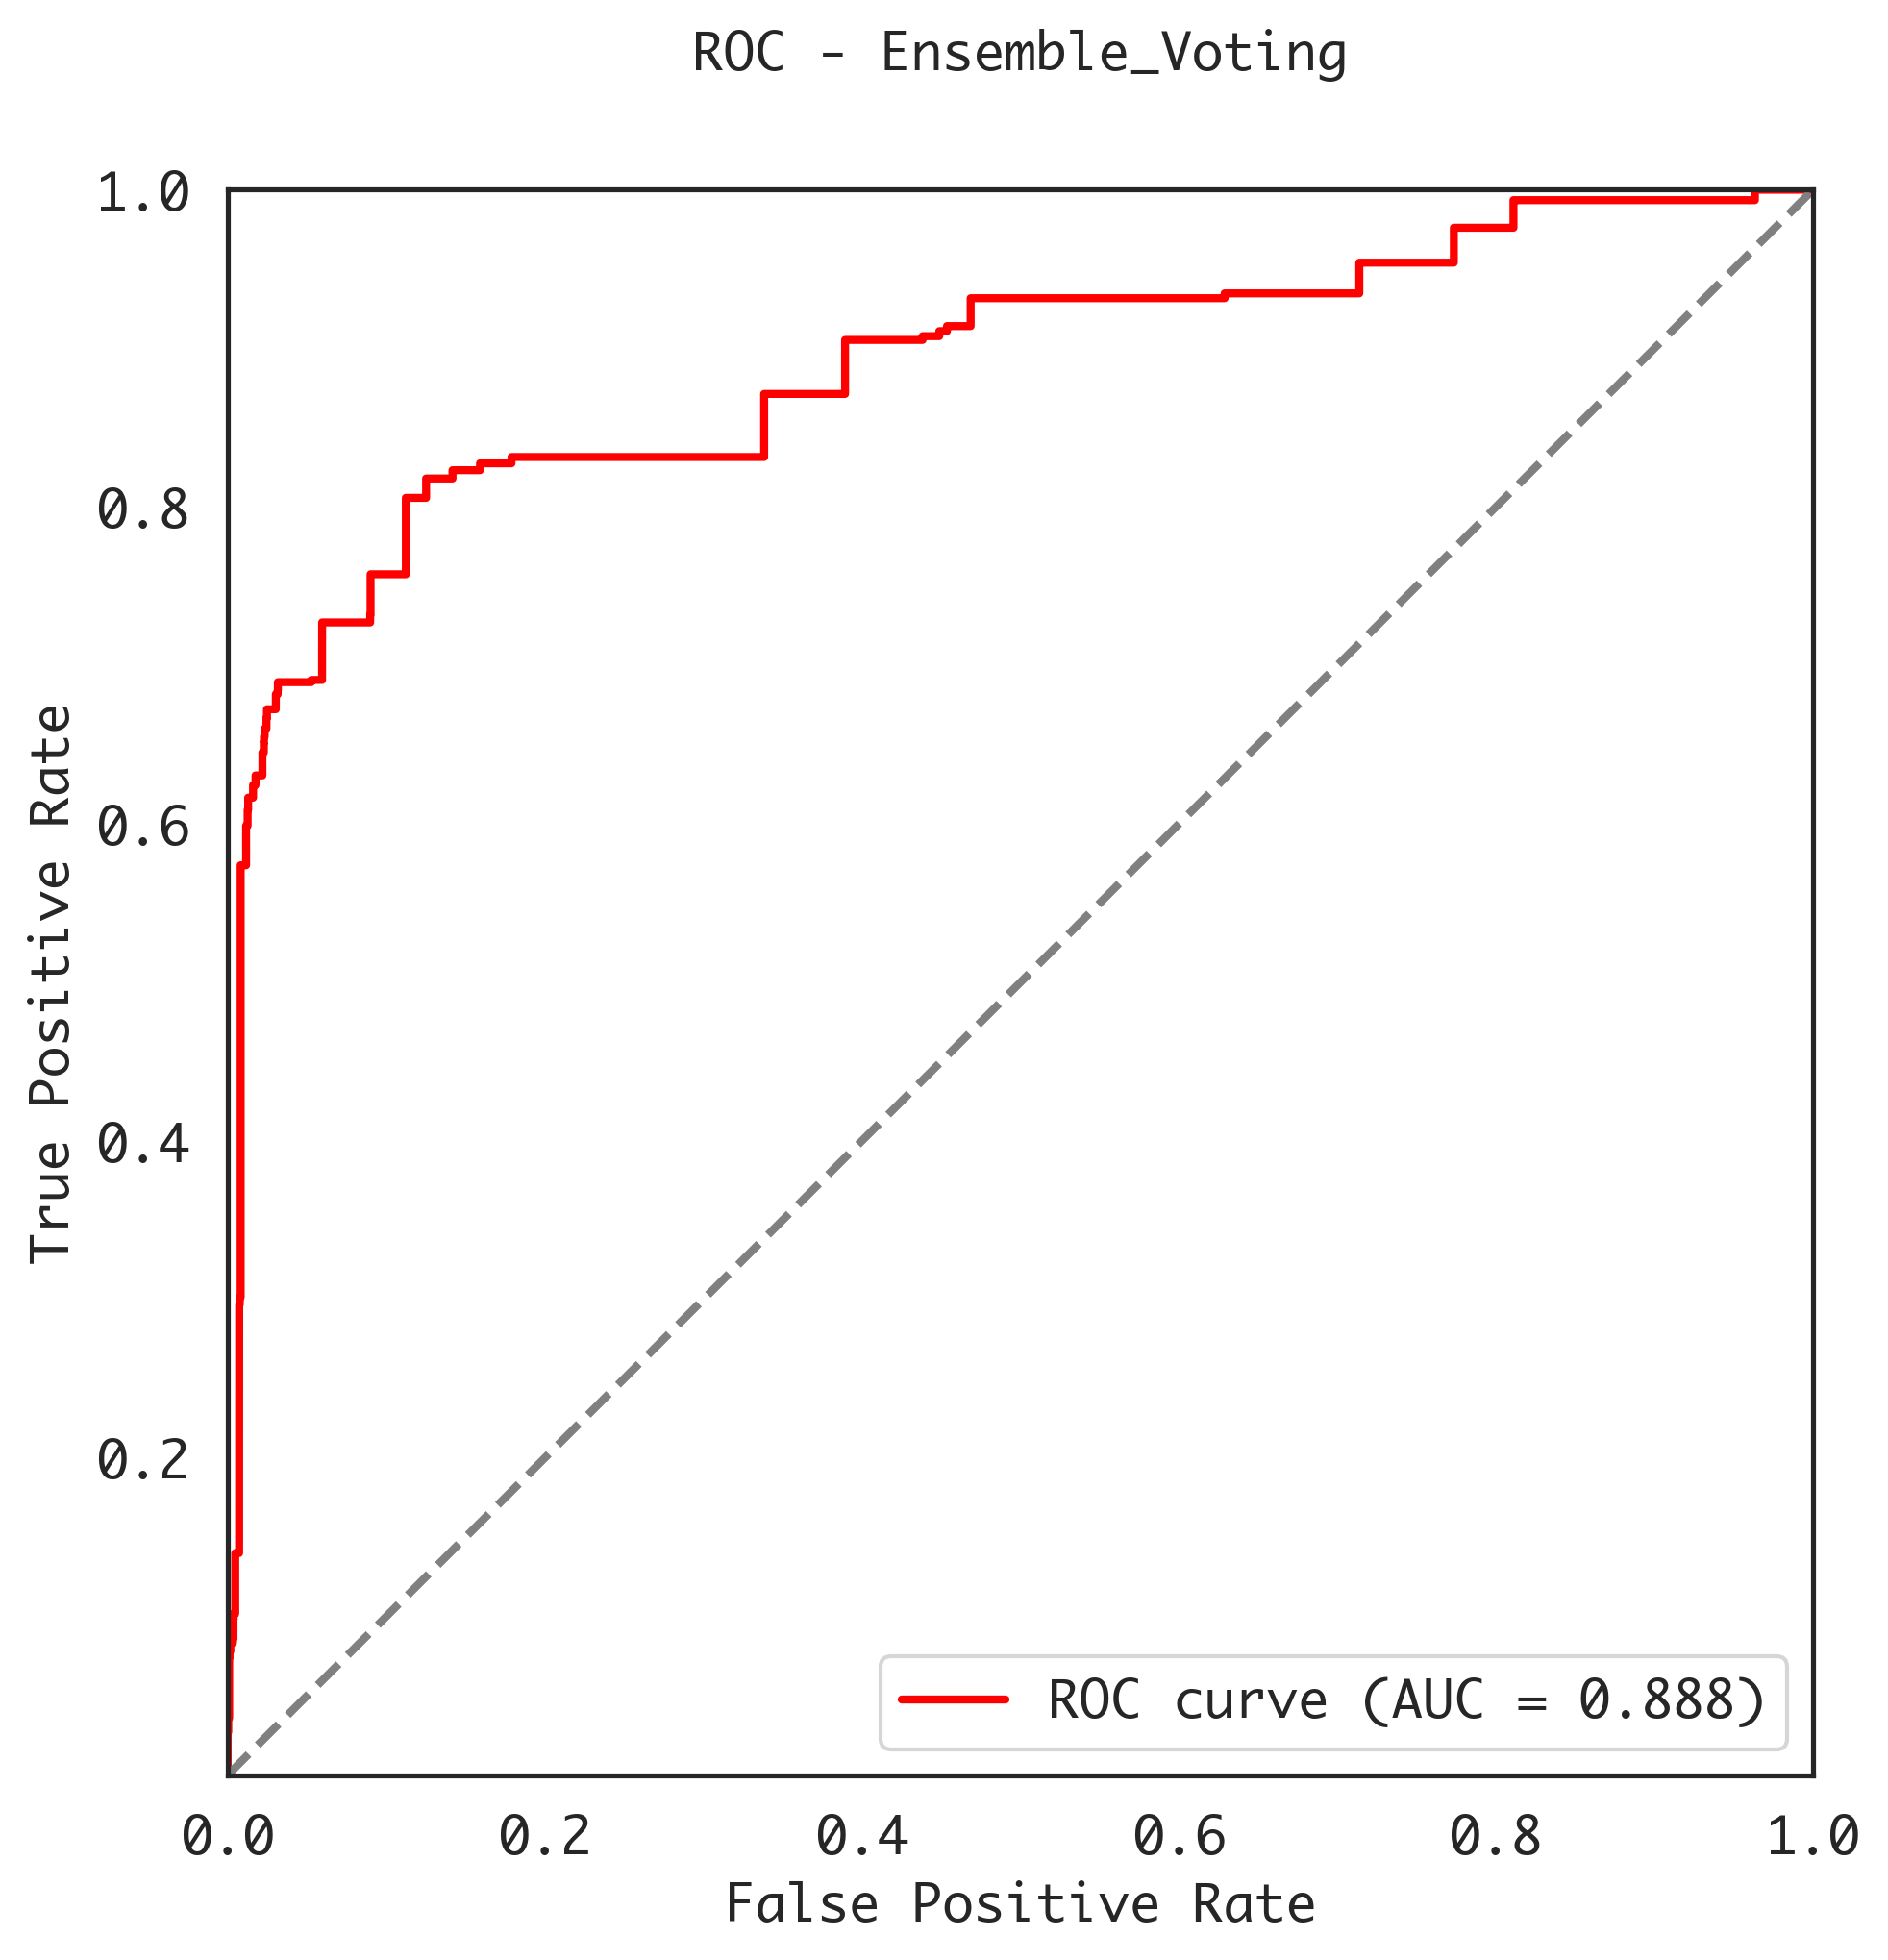 ROC - Ensemble_Voting
1.0
0.8
0.6
0.4
0.2
True Positive Rate
ROC curve (AUC = 0.888)
0.0 0.2 0.4 0.6 0.8 1.0
False Positive Rate